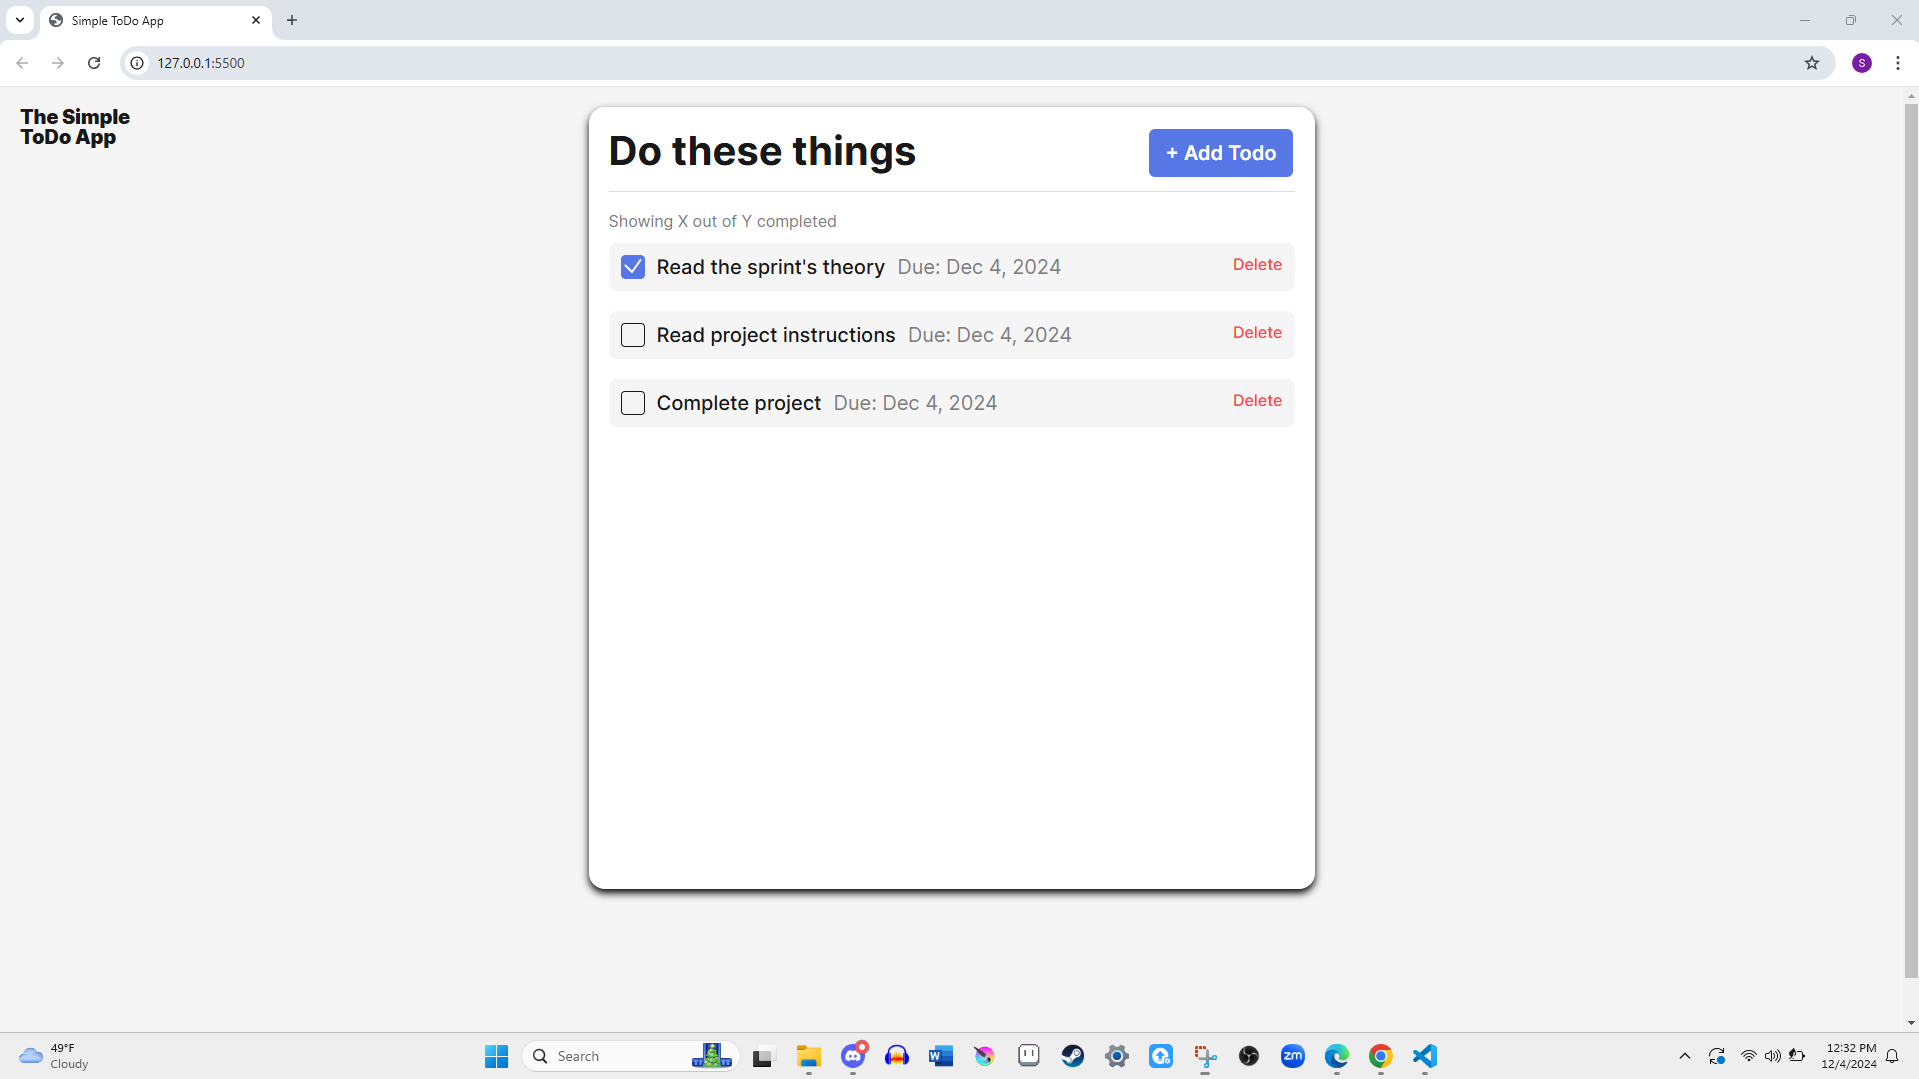 Simple ToDo App
127.0.0.1:5500
S
The Simple
ToDo App
Do these things
+ Add Todo
Showing X out of Y completed
Read the sprint's theory Due: Dec 4, 2024 Delete
Read project instructions Due: Dec 4, 2024 Delete
Complete project Due: Dec 4, 2024 Delete
49°F
Cloudy
Search
W
zm
12:32 PM
12/4/2024